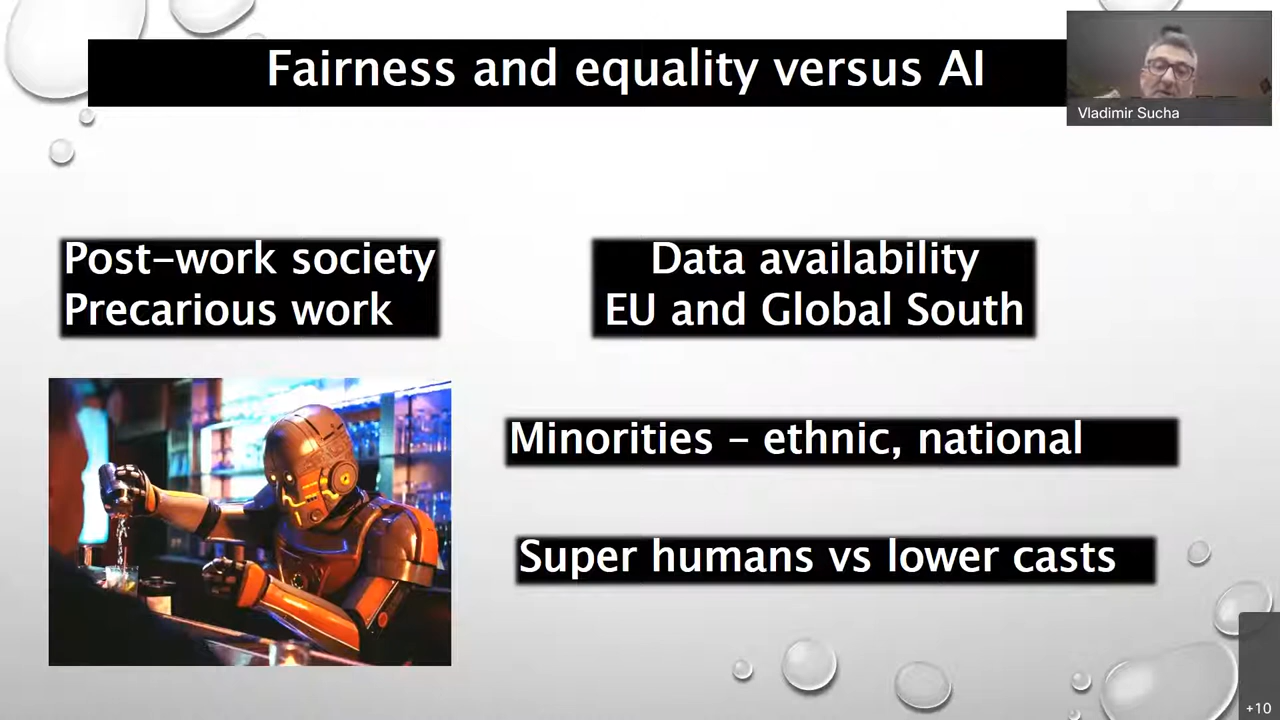 Fairness and equality versus AI
Vladimir Sucha
Post-work society
Precarious work
Data availability
EU and Global South
Minorities – ethnic, national
Super humans vs lower casts
+10